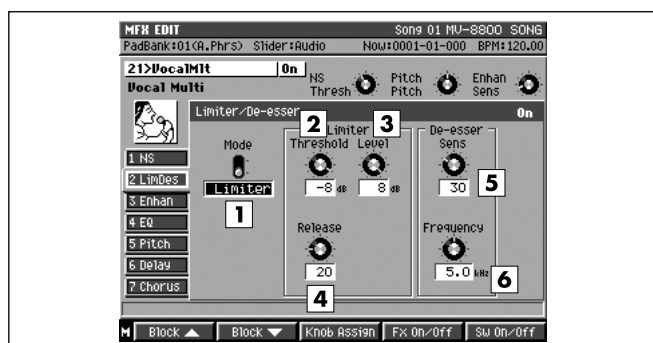 MFX EDIT Song 01 MV-8800 SONG
PadBank:01(A.Phrs) Slider:Audio Now:0001-01-000 BPM:120.00
21>VocalMlt On
Vocal Multi
NS Thresh
Pitch Pitch
Enhan Sens
Limiter/De-esser On
2 Limiter 3 De-esser
Mode Threshold Level Sens
1 NS
2 LimDes
Limiter -8 dB 8 dB 30 5
3 Enhan
1
4 EQ
Release Frequency
5 Pitch
6 Delay
20 5.0 kHz 6
7 Chorus
4
M Block ▲ Block ▼ Knob Assign Fx On/Off Sw On/Off